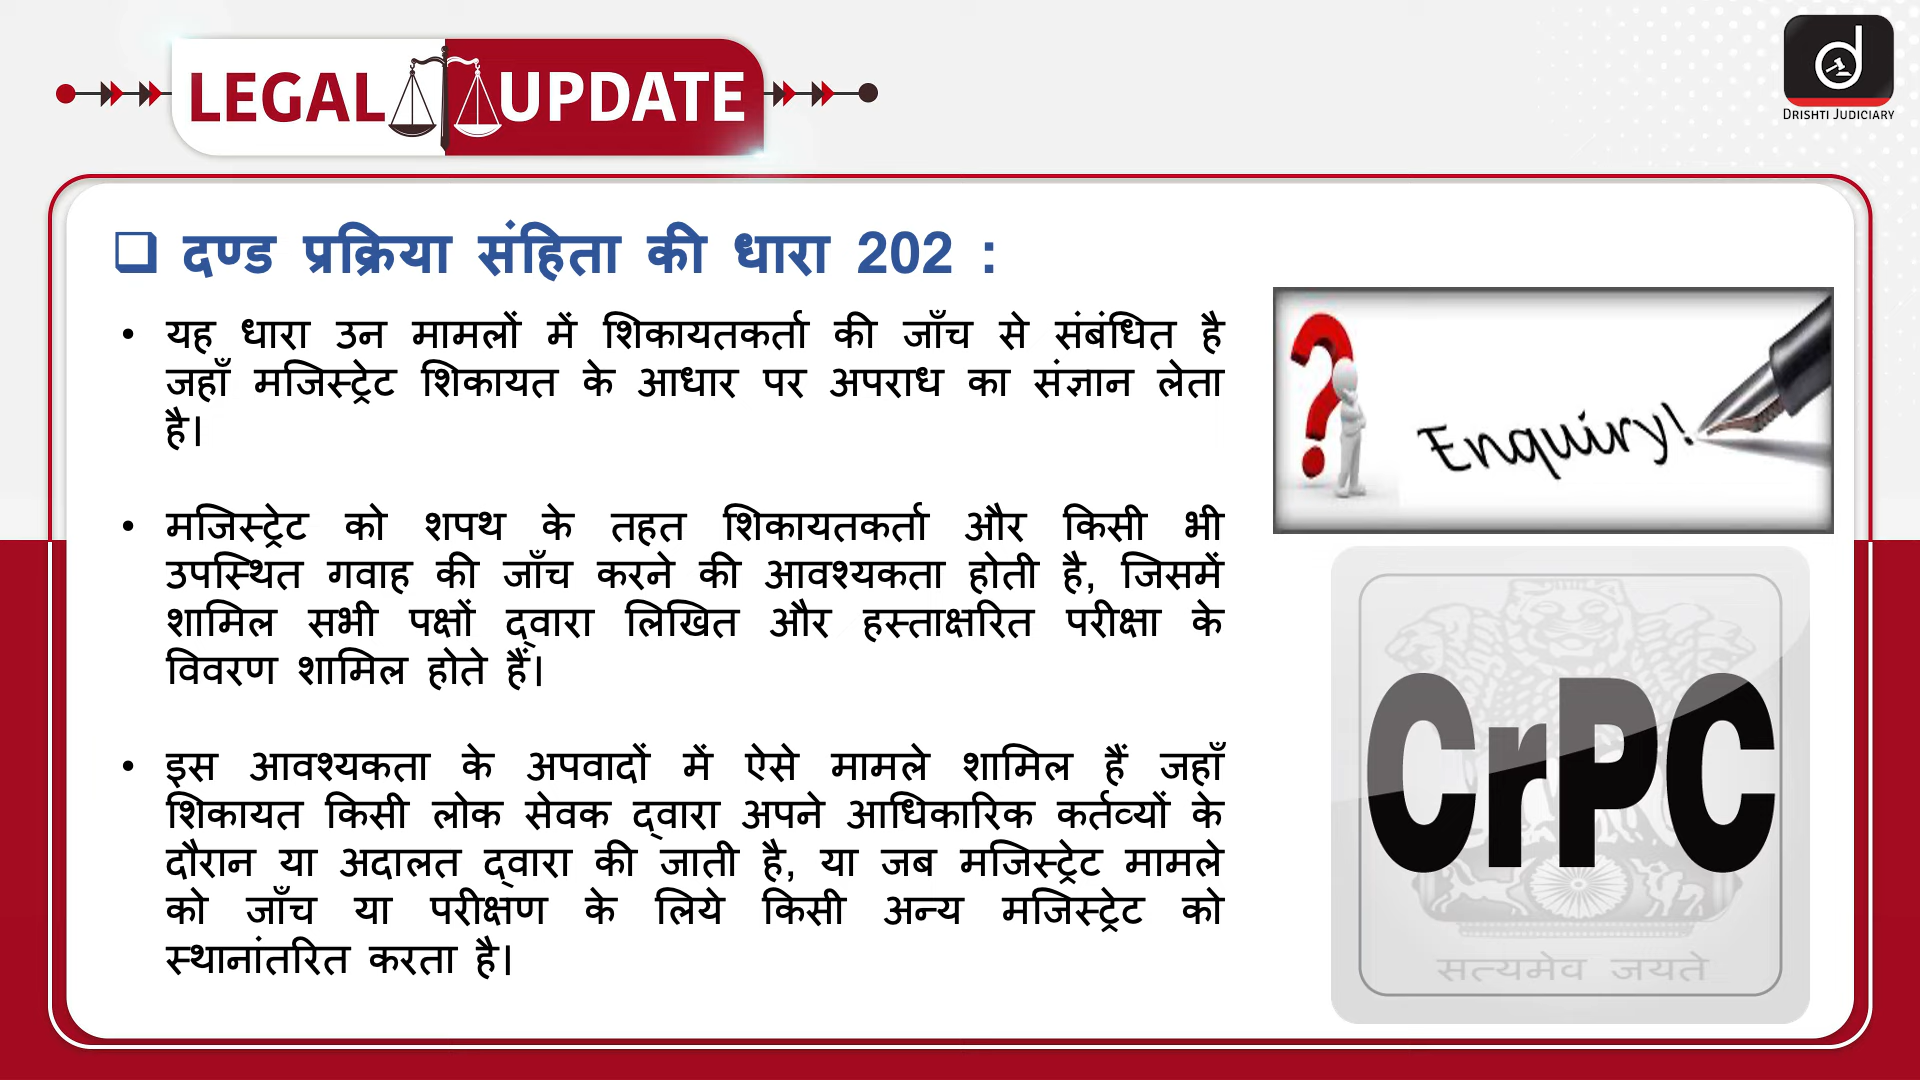 LEGAL UPDATE
DRISHTI JUDICIARY
❑ दण्ड प्रक्रिया संहिता की धारा 202 :
• यह धारा उन मामलों में शिकायतकर्ता की जाँच से संबंधित है
जहाँ मजिस्ट्रेट शिकायत के आधार पर अपराध का संज्ञान लेता
है।
• मजिस्ट्रेट को शपथ के तहत शिकायतकर्ता और किसी भी
उपस्थित गवाह की जाँच करने की आवश्यकता होती है, जिसमें
शामिल सभी पक्षों द्वारा लिखित और हस्ताक्षरित परीक्षा के
विवरण शामिल होते हैं।
• इस आवश्यकता के अपवादों में ऐसे मामले शामिल हैं जहाँ
शिकायत किसी लोक सेवक द्वारा अपने आधिकारिक कर्तव्यों के
दौरान या अदालत द्वारा की जाती है, या जब मजिस्ट्रेट मामले
को जाँच या परीक्षण के लिये किसी अन्य मजिस्ट्रेट को
स्थानांतरित करता है।
Enquiry!
CrPC
सत्यमेव जयते